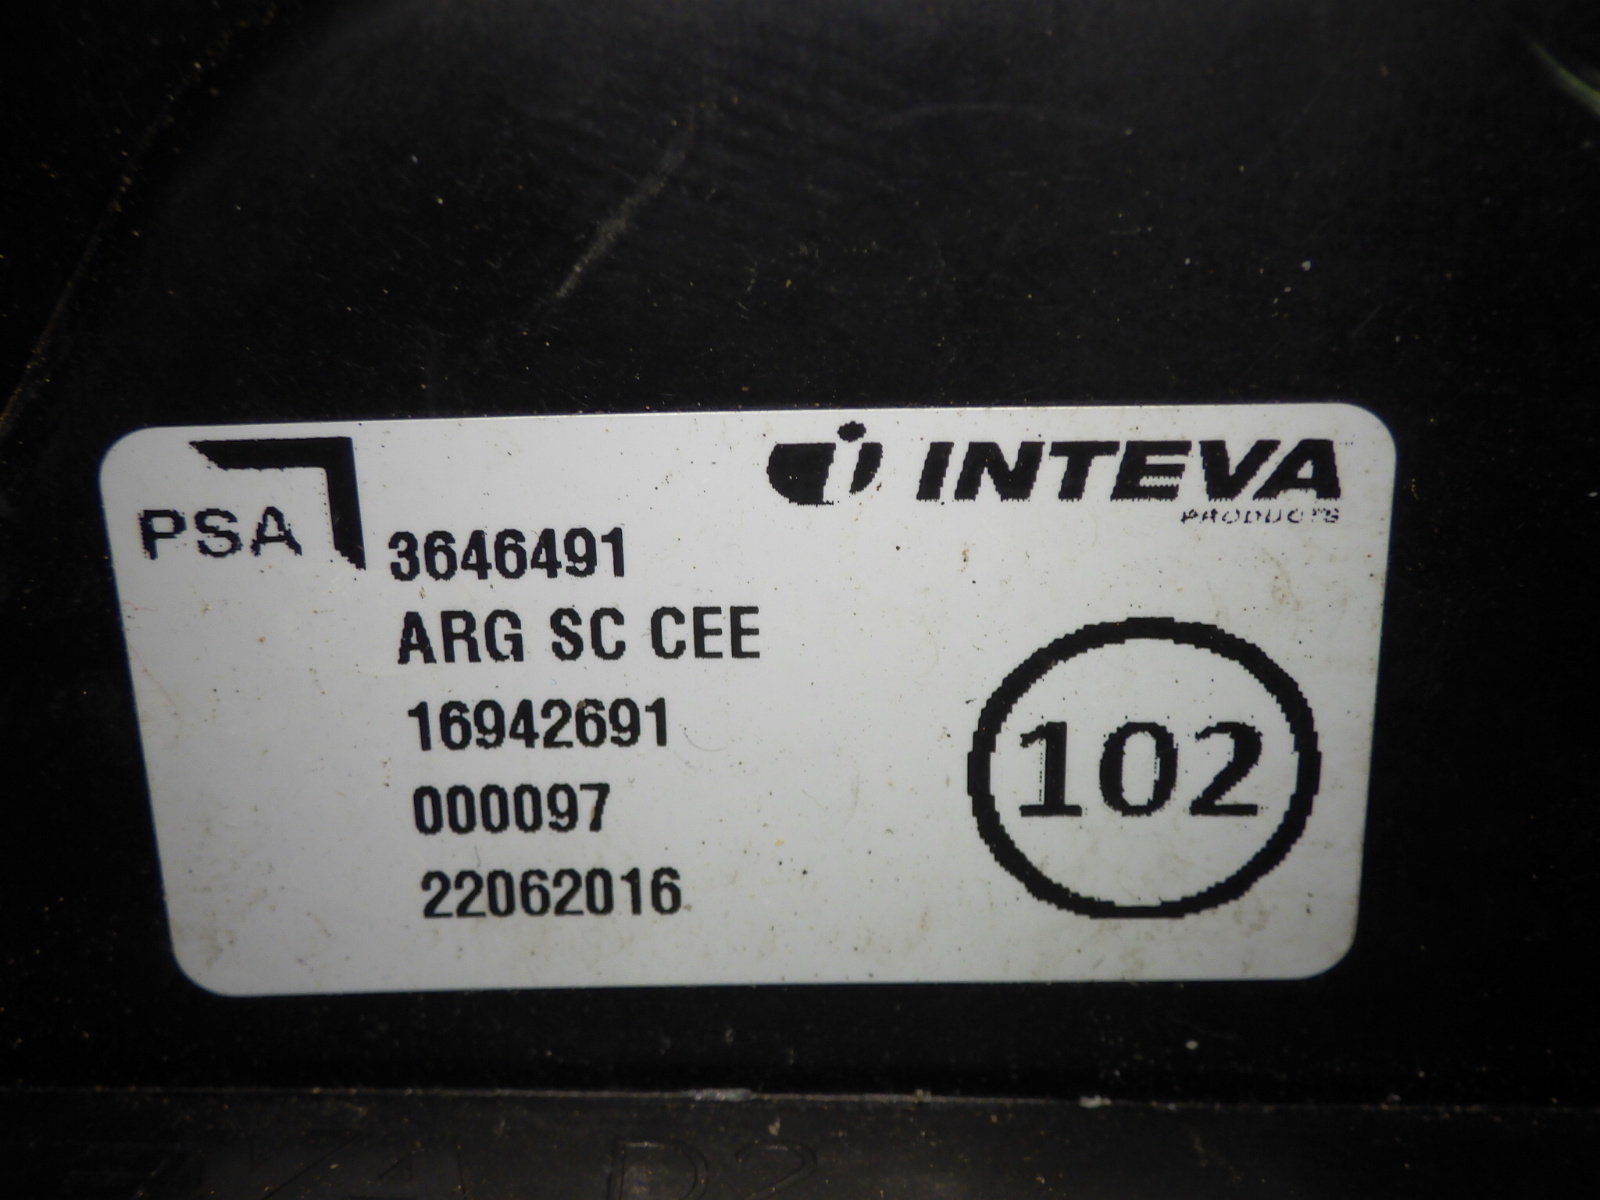 PSA
INTEVA
PRODUCTS
3646491
ARG SC CEE
16942691
000097
22062016
102